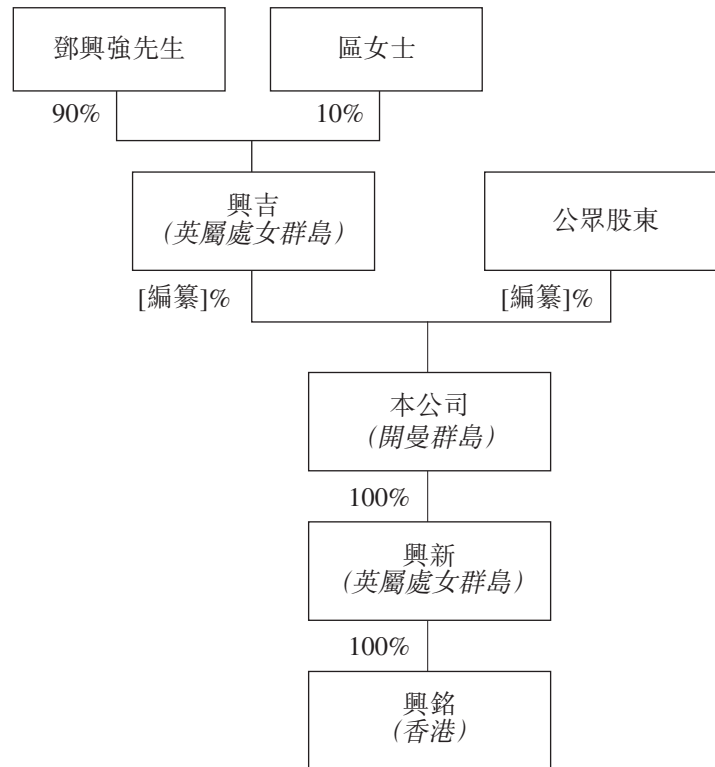 鄧興強先生
區女士
90%
10%
興吉
(英屬處女群島)
公眾股東
[編纂]%
[編纂]%
本公司
(開曼群島)
100%
興新
(英屬處女群島)
100%
興銘
(香港)